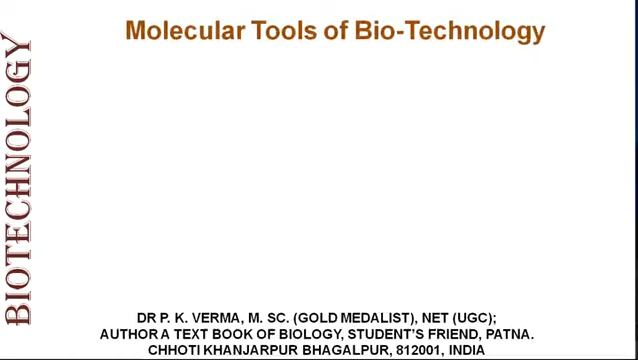 Molecular Tools of Bio-Technology
BIOTECHNOLOGY
DR P. K. VERMA, M. SC. (GOLD MEDALIST), NET (UGC);
AUTHOR A TEXT BOOK OF BIOLOGY, STUDENT'S FRIEND, PATNA.
CHHOTI KHANJARPUR BHAGALPUR, 812001, INDIA